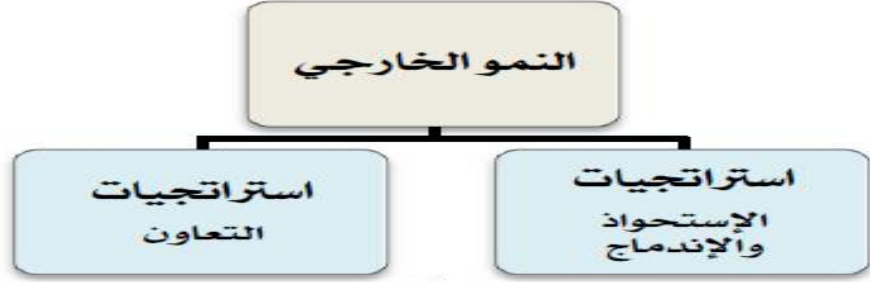 النمو الخارجي
استراتجيات
الإستحواذ
والإندماج
استراتجيات
التعاون